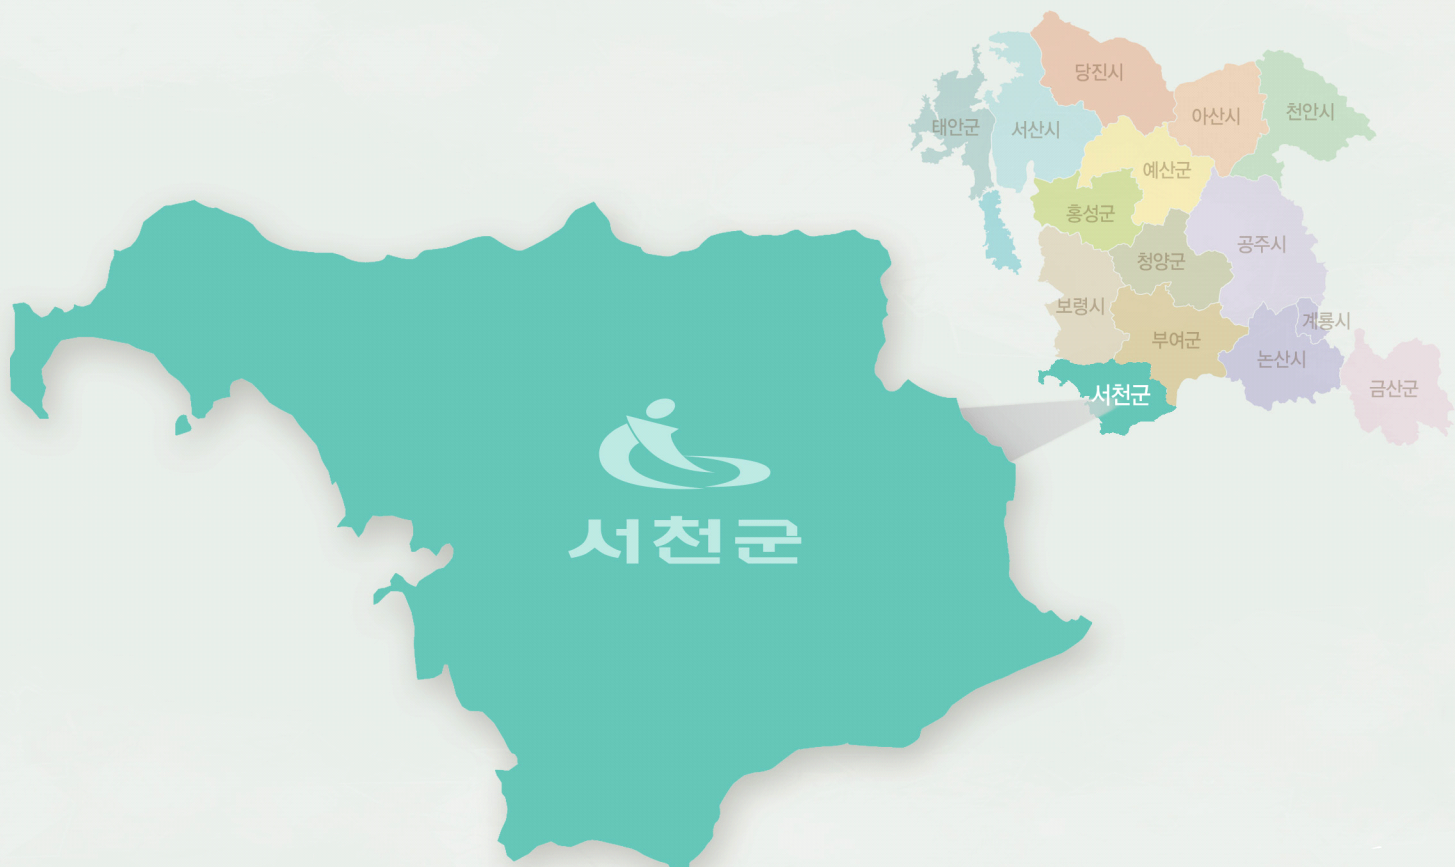 당진시
아산시
천안시
태안군
서산시
예산군
홍성군
공주시
청양군
보령시
계룡시
부여군
논산시
금산군
서천군
서천군